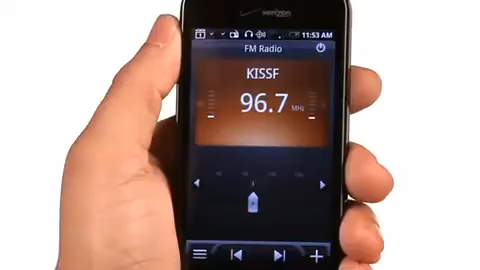 verizon
11:53 AM
FM Radio
KISSF
96.7 MHz